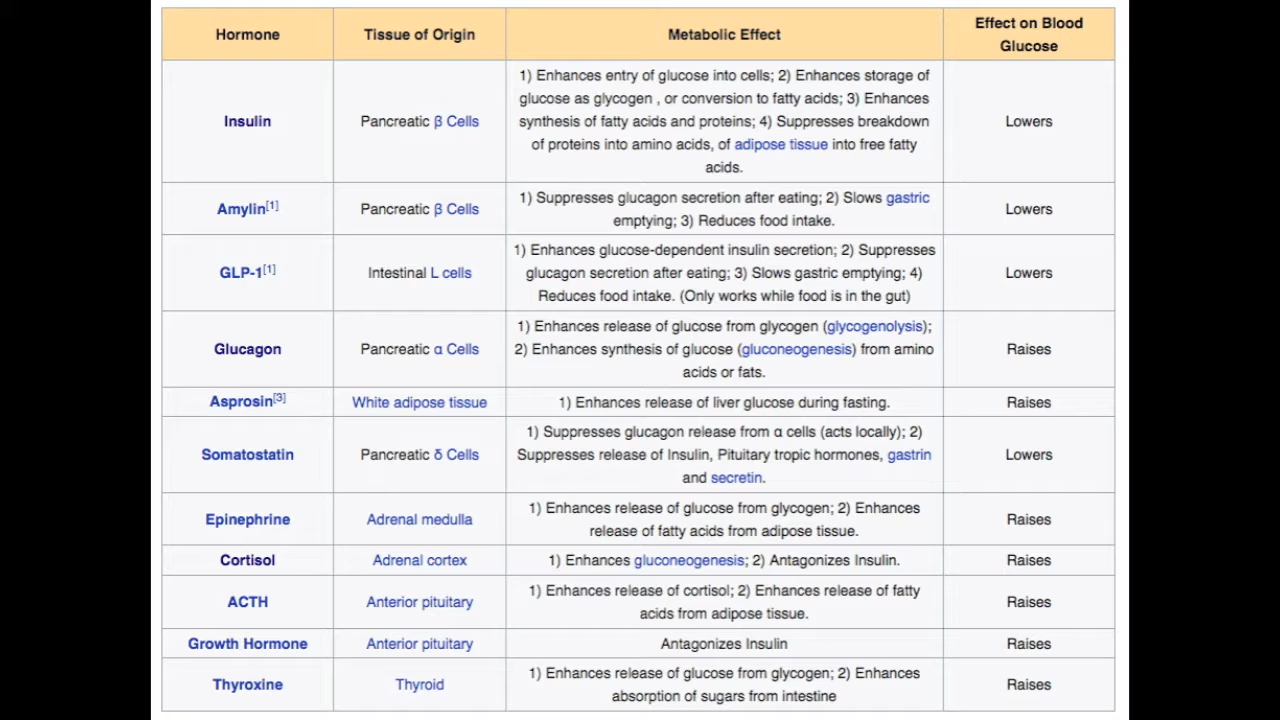 Hormone Tissue of Origin Metabolic Effect Effect on Blood
Glucose
Insulin Pancreatic β Cells 1) Enhances entry of glucose into cells; 2) Enhances storage of
glucose as glycogen , or conversion to fatty acids; 3) Enhances
synthesis of fatty acids and proteins; 4) Suppresses breakdown
of proteins into amino acids, of adipose tissue into free fatty
acids. Lowers
Amylin[1] Pancreatic β Cells 1) Suppresses glucagon secretion after eating; 2) Slows gastric
emptying; 3) Reduces food intake. Lowers
GLP-1[1] Intestinal L cells 1) Enhances glucose-dependent insulin secretion; 2) Suppresses
glucagon secretion after eating; 3) Slows gastric emptying; 4)
Reduces food intake. (Only works while food is in the gut) Lowers
Glucagon Pancreatic α Cells 1) Enhances release of glucose from glycogen (glycogenolysis);
2) Enhances synthesis of glucose (gluconeogenesis) from amino
acids or fats. Raises
Asprosin[3] White adipose tissue 1) Enhances release of liver glucose during fasting. Raises
Somatostatin Pancreatic δ Cells 1) Suppresses glucagon release from α cells (acts locally); 2)
Suppresses release of Insulin, Pituitary tropic hormones, gastrin
and secretin. Lowers
Epinephrine Adrenal medulla 1) Enhances release of glucose from glycogen; 2) Enhances
release of fatty acids from adipose tissue. Raises
Cortisol Adrenal cortex 1) Enhances gluconeogenesis; 2) Antagonizes Insulin. Raises
ACTH Anterior pituitary 1) Enhances release of cortisol; 2) Enhances release of fatty
acids from adipose tissue. Raises
Growth Hormone Anterior pituitary Antagonizes Insulin Raises
Thyroxine Thyroid 1) Enhances release of glucose from glycogen; 2) Enhances
absorption of sugars from intestine Raises